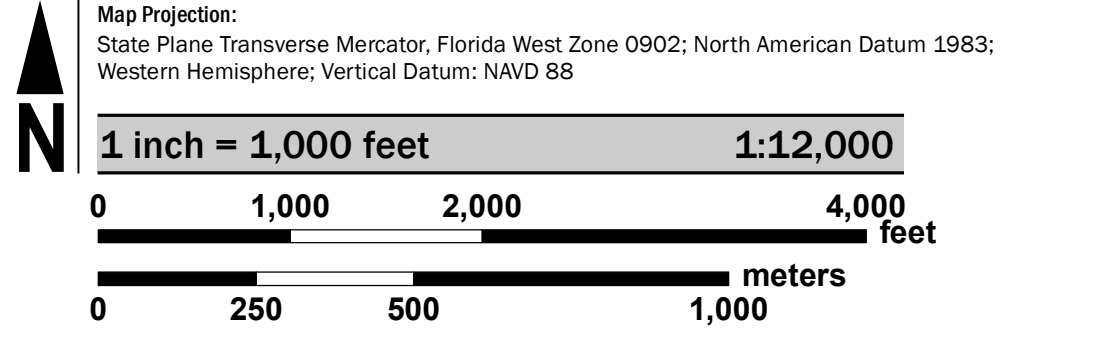 Map Projection:
State Plane Transverse Mercator, Florida West Zone 0902; North American Datum 1983;
Western Hemisphere; Vertical Datum: NAVD 88
N
1 inch = 1,000 feet 1:12,000
0 1,000 2,000 4,000
feet
meters
0 250 500 1,000